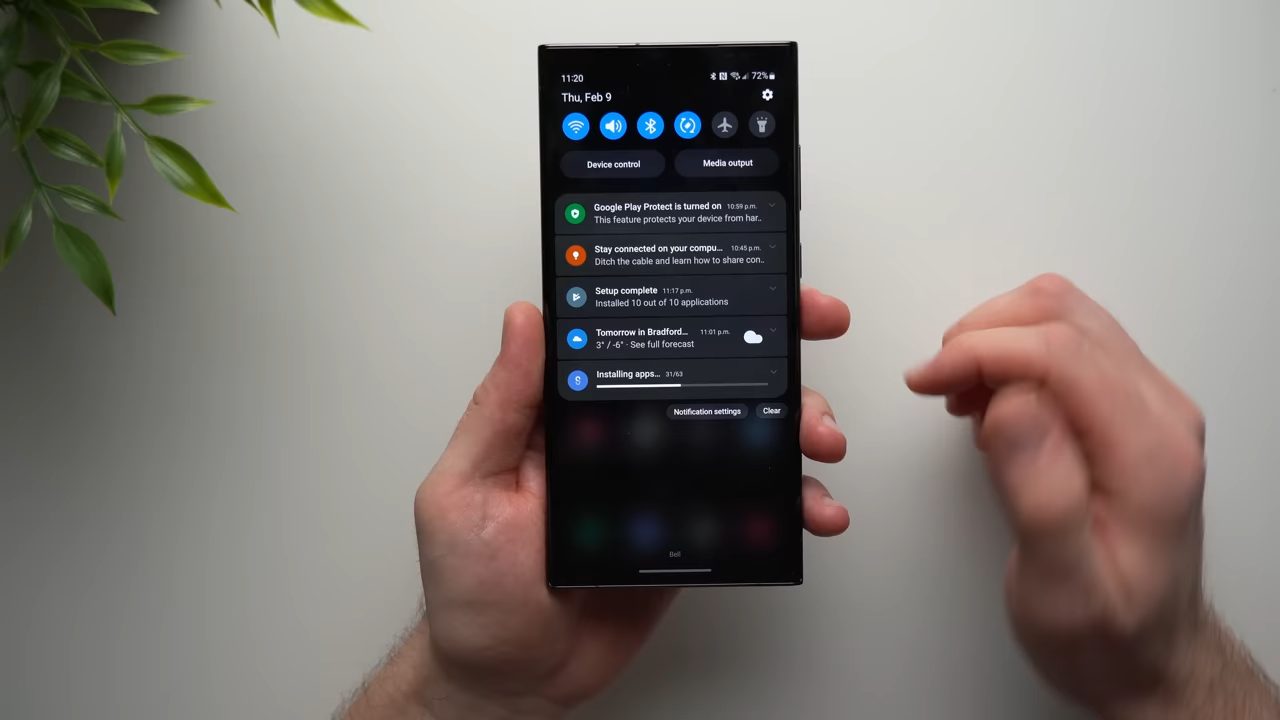 11:20
72%
Thu, Feb 9
Device control
Media output
Google Play Protect is turned on 10:59 p.m.
This feature protects your device from har..
Stay connected on your compu... 10:45 p.m.
Ditch the cable and learn how to share con..
Setup complete 11:17 p.m.
Installed 10 out of 10 applications
Tomorrow in Bradford... 11:01 p.m.
3° / -6° · See full forecast
S
Installing apps... 31/63
Notification settings
Clear
Bell